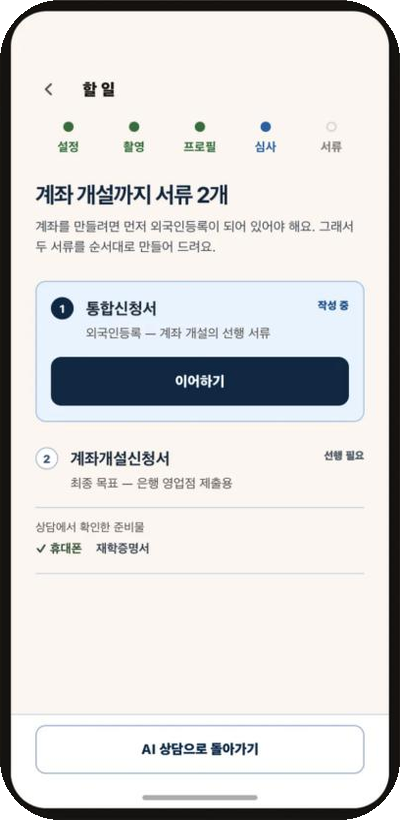 할 일
설정 촬영 프로필 심사 서류
계좌 개설까지 서류 2개
계좌를 만들려면 먼저 외국인등록이 되어 있어야 해요. 그래서
두 서류를 순서대로 만들어 드려요.
1 통합신청서 작성 중
외국인등록 — 계좌 개설의 선행 서류
이어하기
2 계좌개설신청서 선행 필요
최종 목표 — 은행 영업점 제출용
상담에서 확인한 준비물
✓ 휴대폰 재학증명서
AI 상담으로 돌아가기